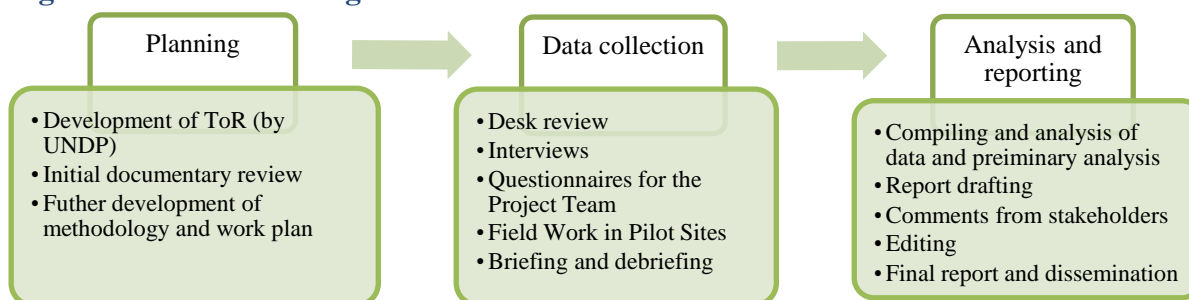 Planning
• Development of ToR (by
UNDP)
• Initial documentary review
• Futher development of
methodology and work plan
Data collection
• Desk review
• Interviews
• Questionnaires for the
Project Team
• Field Work in Pilot Sites
• Briefing and debriefing
Analysis and
reporting
• Compiling and analysis of
data and preiminary analysis
• Report drafting
• Comments from stakeholders
• Editing
• Final report and dissemination